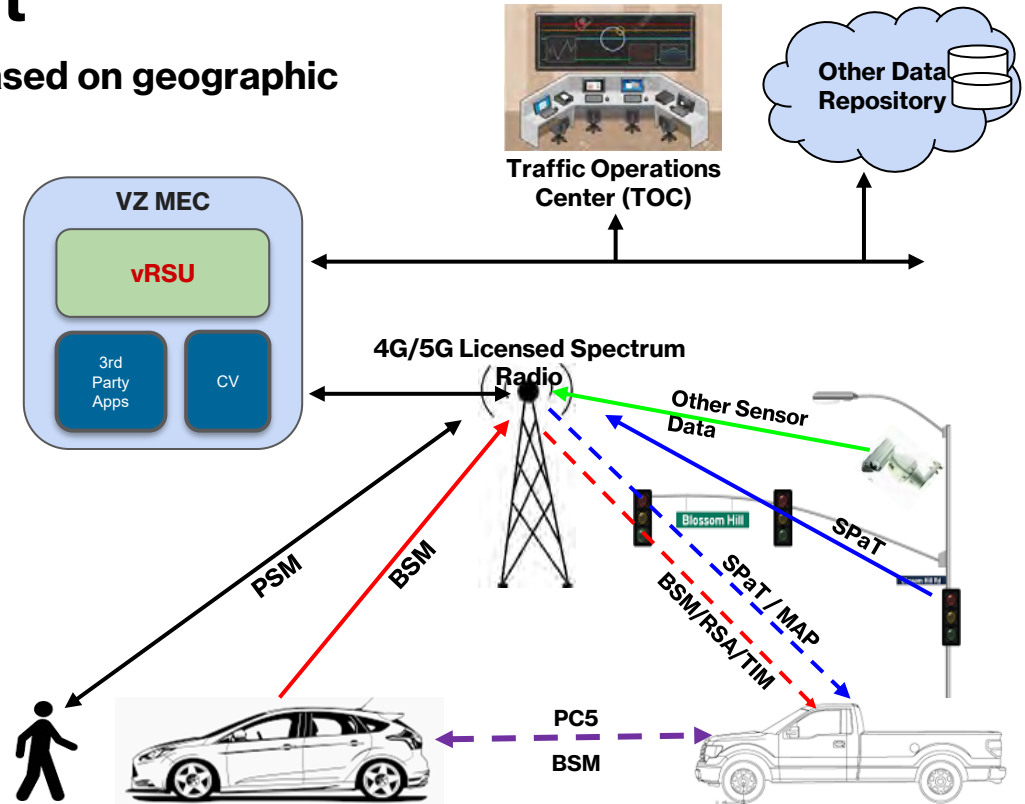 t
ased on geographic
Traffic Operations
Center (TOC)
Other Data
Repository
VZ MEC
vRSU
3rd
Party
Apps
CV
4G/5G Licensed Spectrum
Radio
Other Sensor
Data
Blossom Hill
SPaT
PSM
BSM
SPaT / MAP
BSM/RSA/TIM
PC5
BSM